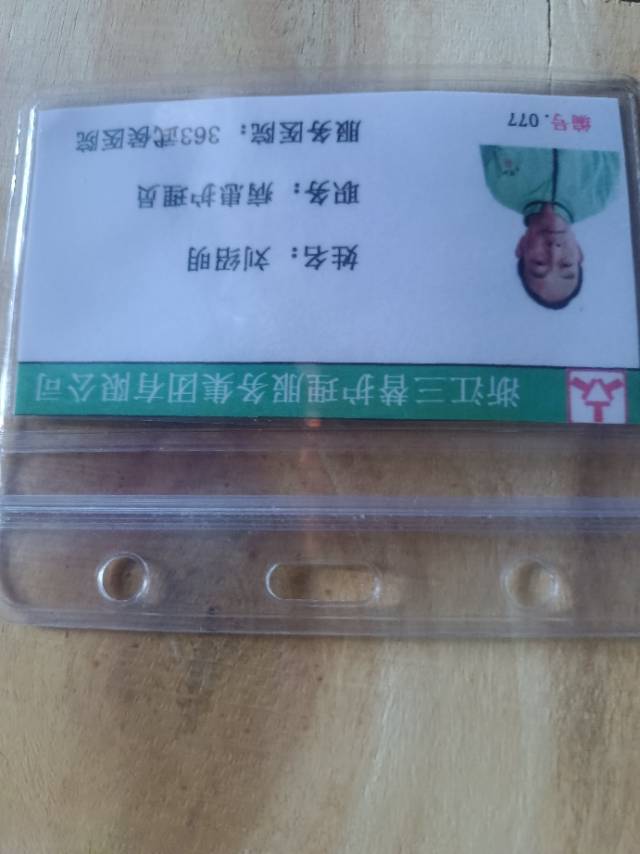 浙江三替护理服务集团有限公司
姓名：刘绍明
职务：病患护理员
服务医院：363武侯医院
编号.077